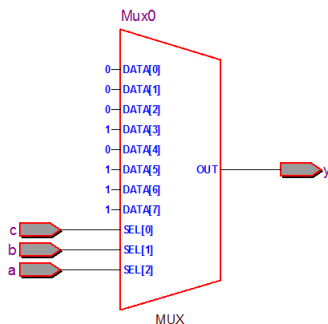 Mux0
0 DATA[0]
0 DATA[1]
0 DATA[2]
1 DATA[3]
0 DATA[4]
1 DATA[5] OUT y
1 DATA[6]
1 DATA[7]
c SEL[0]
b SEL[1]
a SEL[2]
MUX